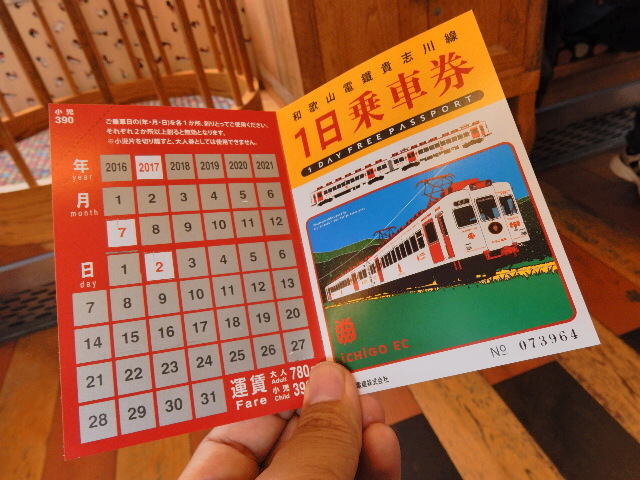 小児
390
ご乗車日の(年・月・日)を各1か所、削りとってご使用ください。
それぞれ2か所以上削ると無効となります。
※小児片を切り離すと、大人券としては使用できません。
年 year 2016 2017 2018 2019 2020 2021
月 month 1 2 3 4 5 6
7 8 9 10 11 12
日 day 1 2 3 4 5 6
7 8 9 10 11 12 13
14 15 16 17 18 19 20
21 22 23 24 25 26 27
28 29 30 31
運賃 Fare
大人 Adult 780
小児 Child 39
和歌山電鐵貴志川線
1日乗車券
1 DAY FREE PASSPORT
iCHiGO EC
No 073964
株式会社